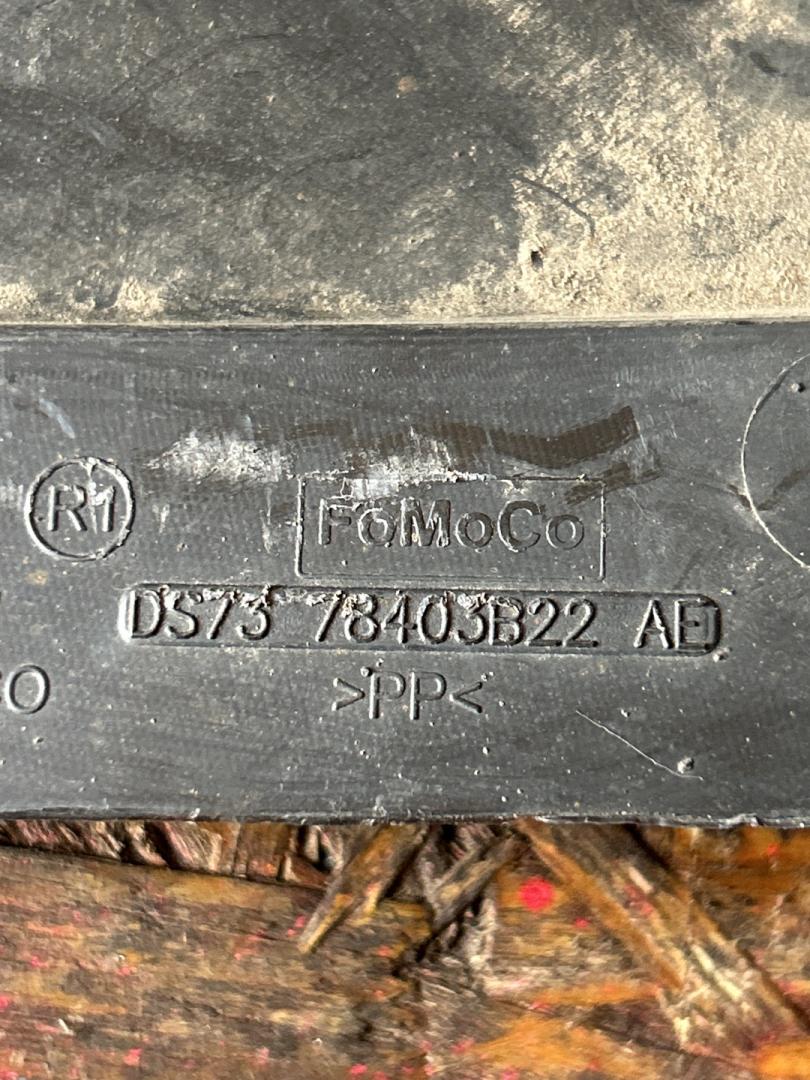 R1
FoMoCo
DS73 78403B22 AE
>PP<